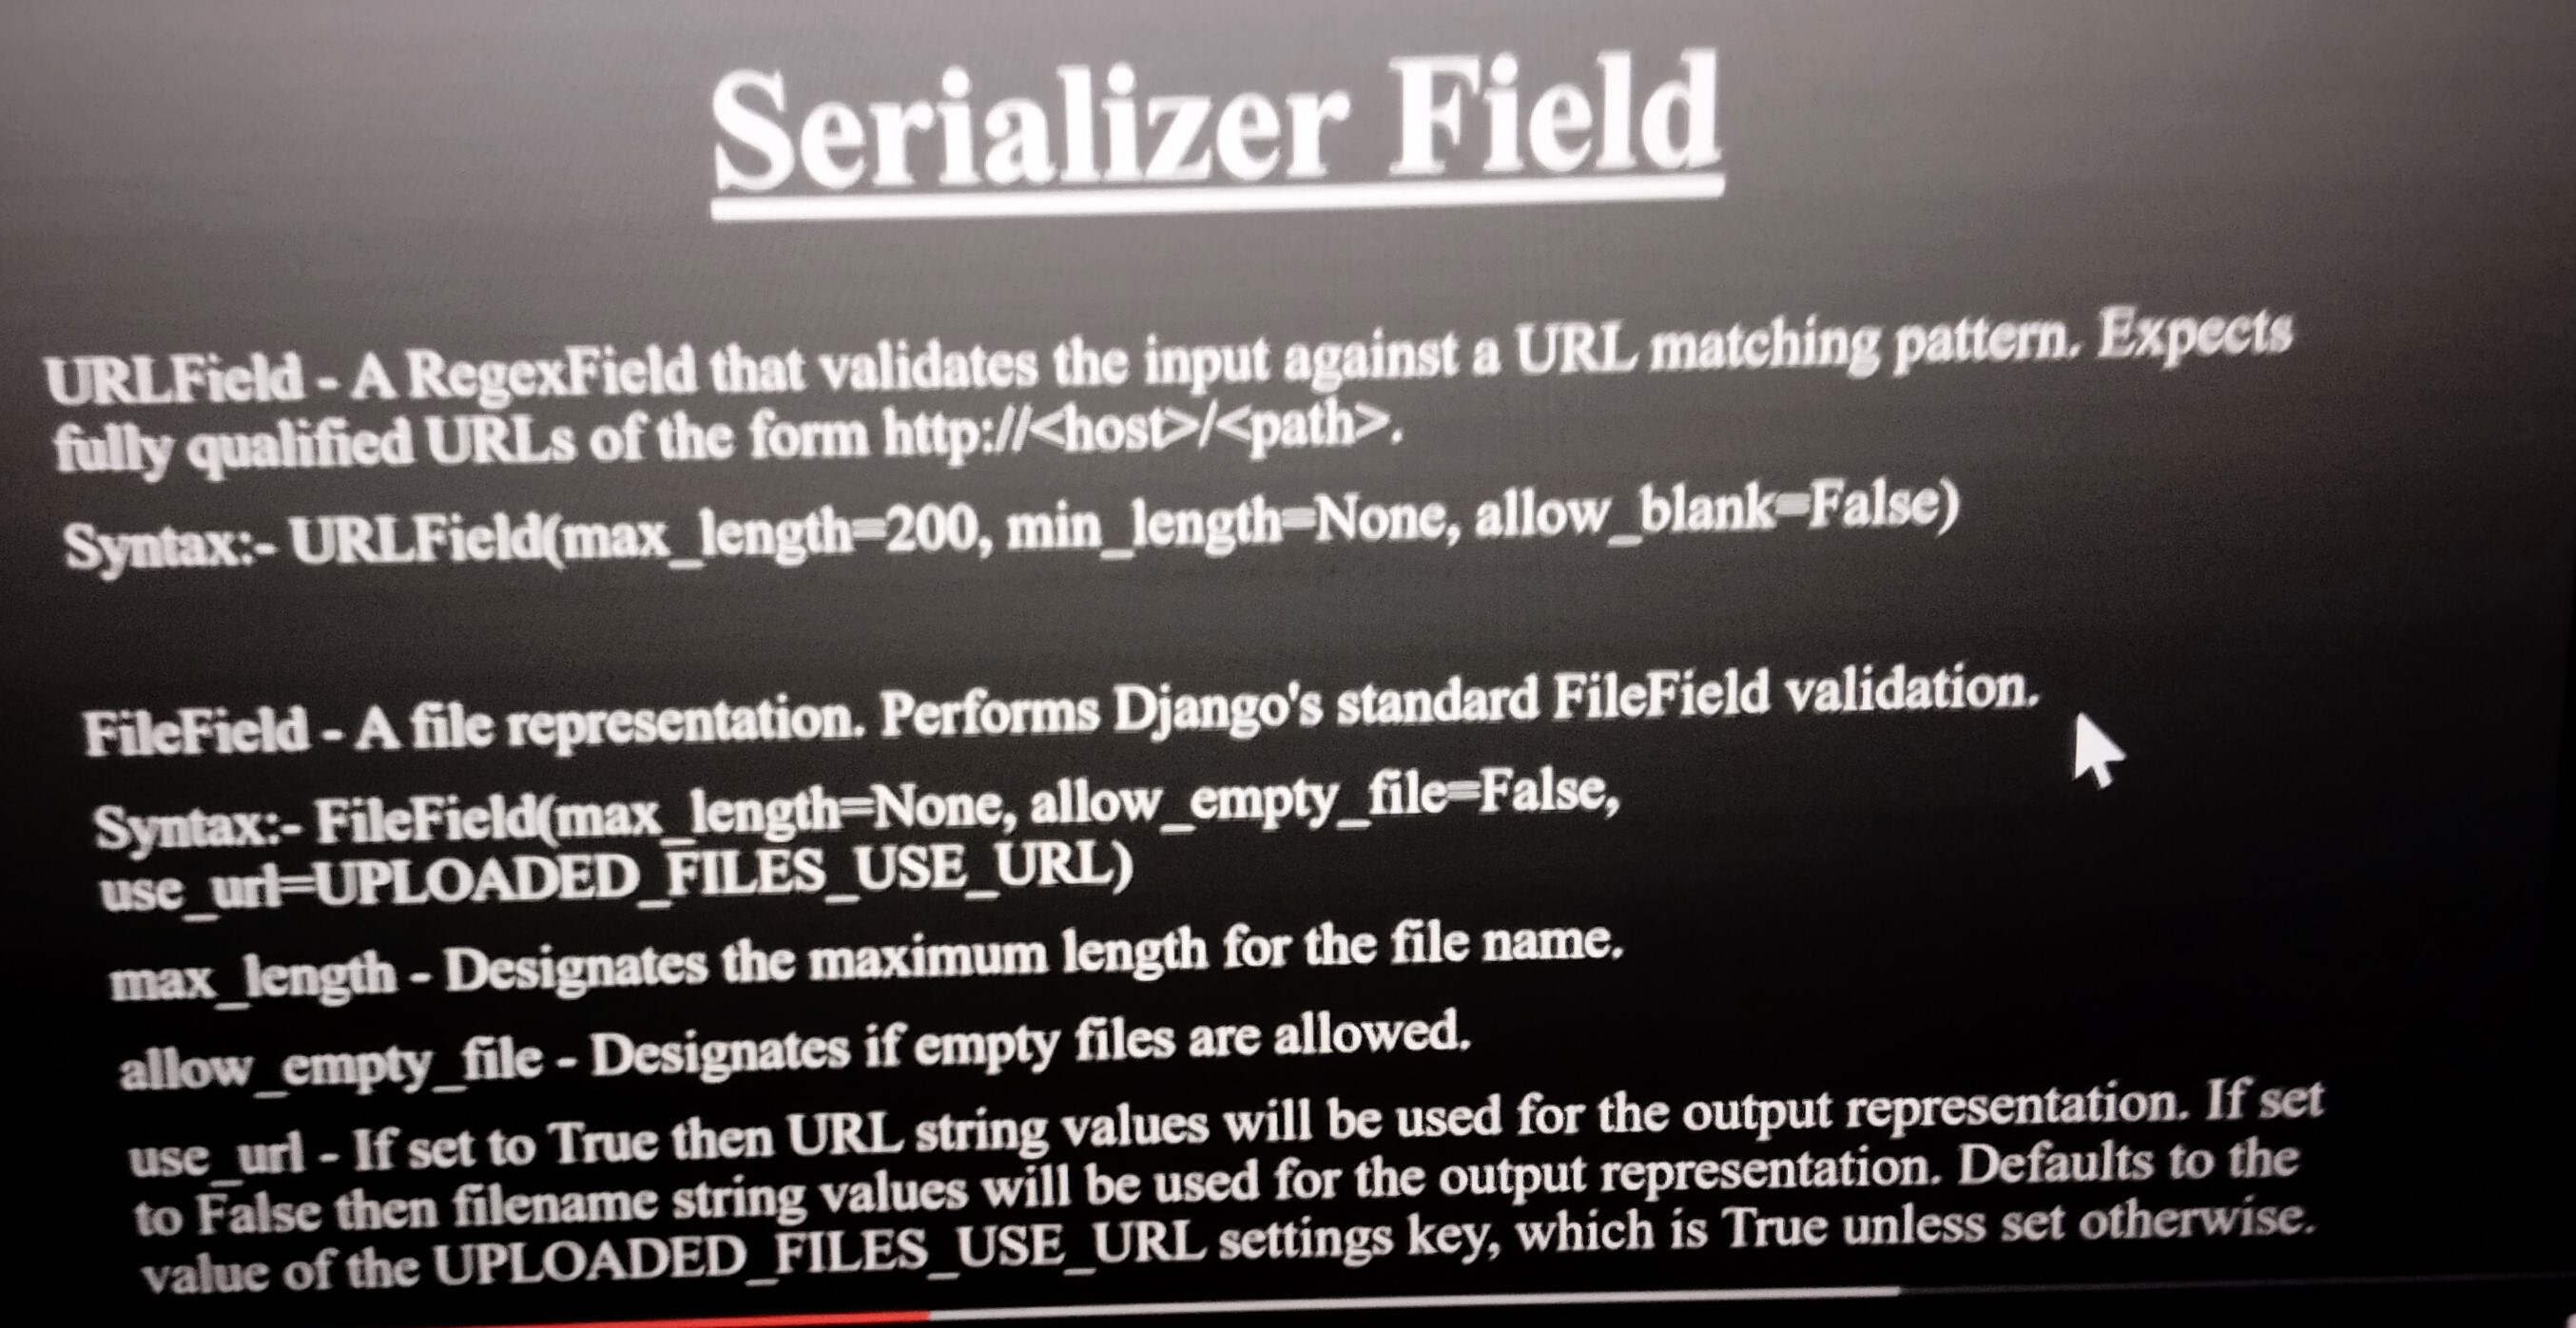 Serializer Field
URLField - A RegexField that validates the input against a URL matching pattern. Expects
fully qualified URLs of the form http://<host>/<path>.
Syntax:- URLField(max_length=200, min_length=None, allow_blank=False)
FileField - A file representation. Performs Django's standard FileField validation.
Syntax:- FileField(max_length=None, allow_empty_file=False,
use_url=UPLOADED_FILES_USE_URL)
max_length - Designates the maximum length for the file name.
allow_empty_file - Designates if empty files are allowed.
use_url - If set to True then URL string values will be used for the output representation. If set
to False then filename string values will be used for the output representation. Defaults to the
value of the UPLOADED_FILES_USE_URL settings key, which is True unless set otherwise.